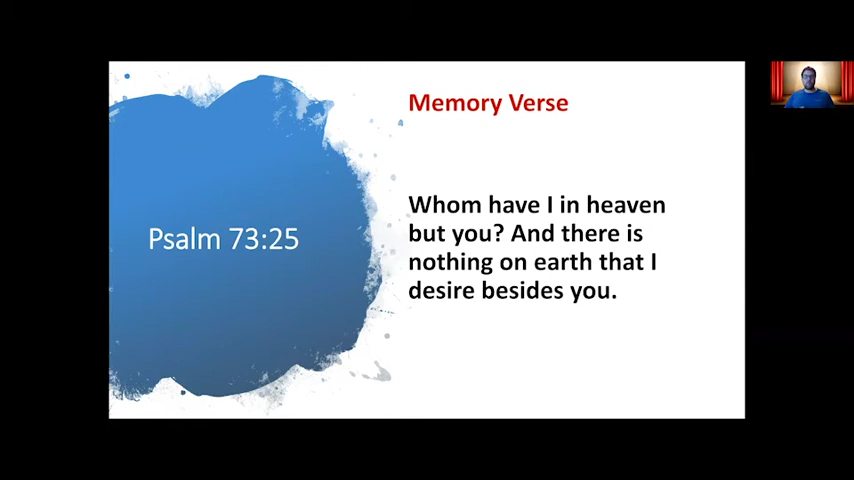 Memory Verse
Psalm 73:25
Whom have I in heaven
but you? And there is
nothing on earth that I
desire besides you.